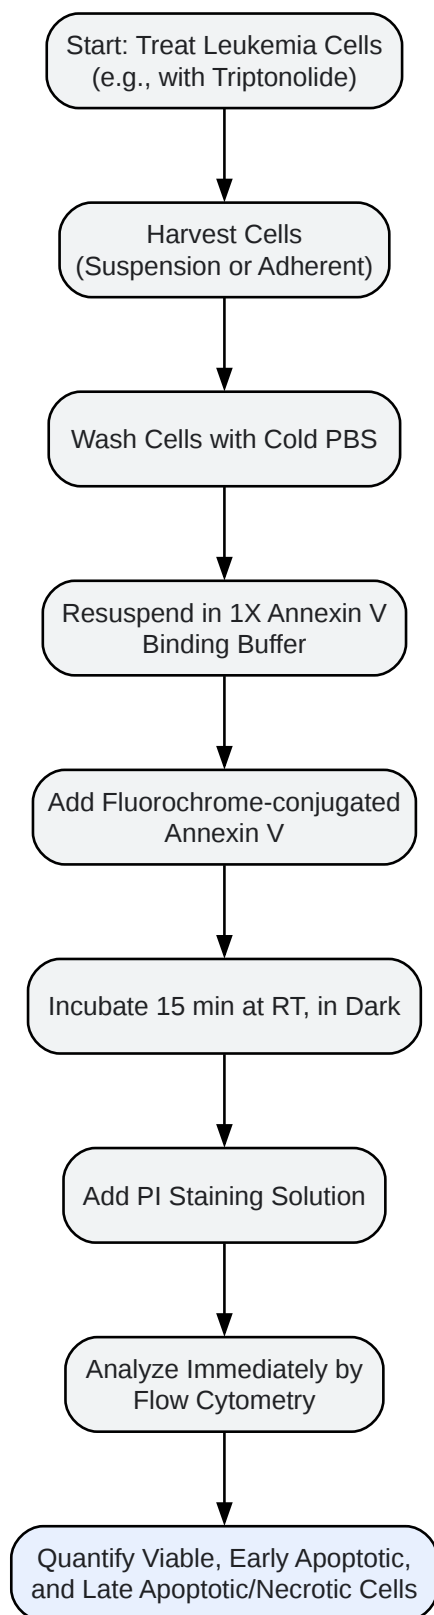 Start: Treat Leukemia Cells
(e.g., with Triptonolide)
Harvest Cells
(Suspension or Adherent)
Wash Cells with Cold PBS
Resuspend in 1X Annexin V
Binding Buffer
Add Fluorochrome-conjugated
Annexin V
Incubate 15 min at RT, in Dark
Add PI Staining Solution
Analyze Immediately by
Flow Cytometry
Quantify Viable, Early Apoptotic,
and Late Apoptotic/Necrotic Cells